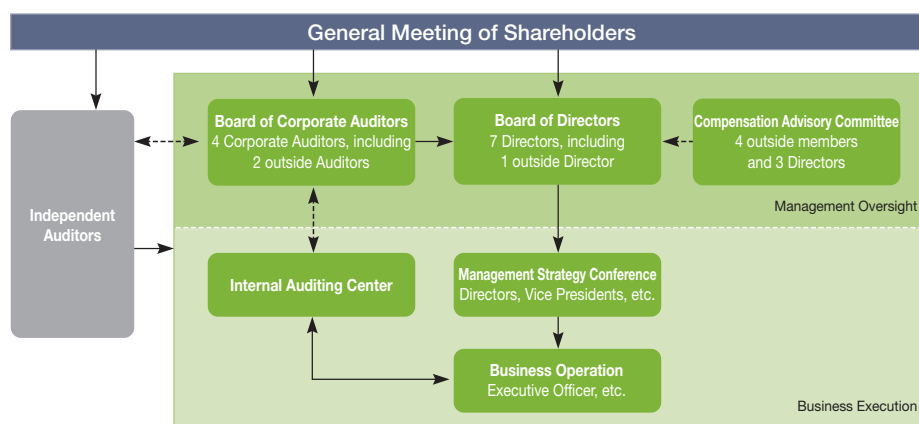 General Meeting of Shareholders
Independent
Auditors
Board of Corporate Auditors
4 Corporate Auditors, including
2 outside Auditors
Board of Directors
7 Directors, including
1 outside Director
Compensation Advisory Committee
4 outside members
and 3 Directors
Management Oversight
Internal Auditing Center
Management Strategy Conference
Directors, Vice Presidents, etc.
Business Operation
Executive Officer, etc.
Business Execution